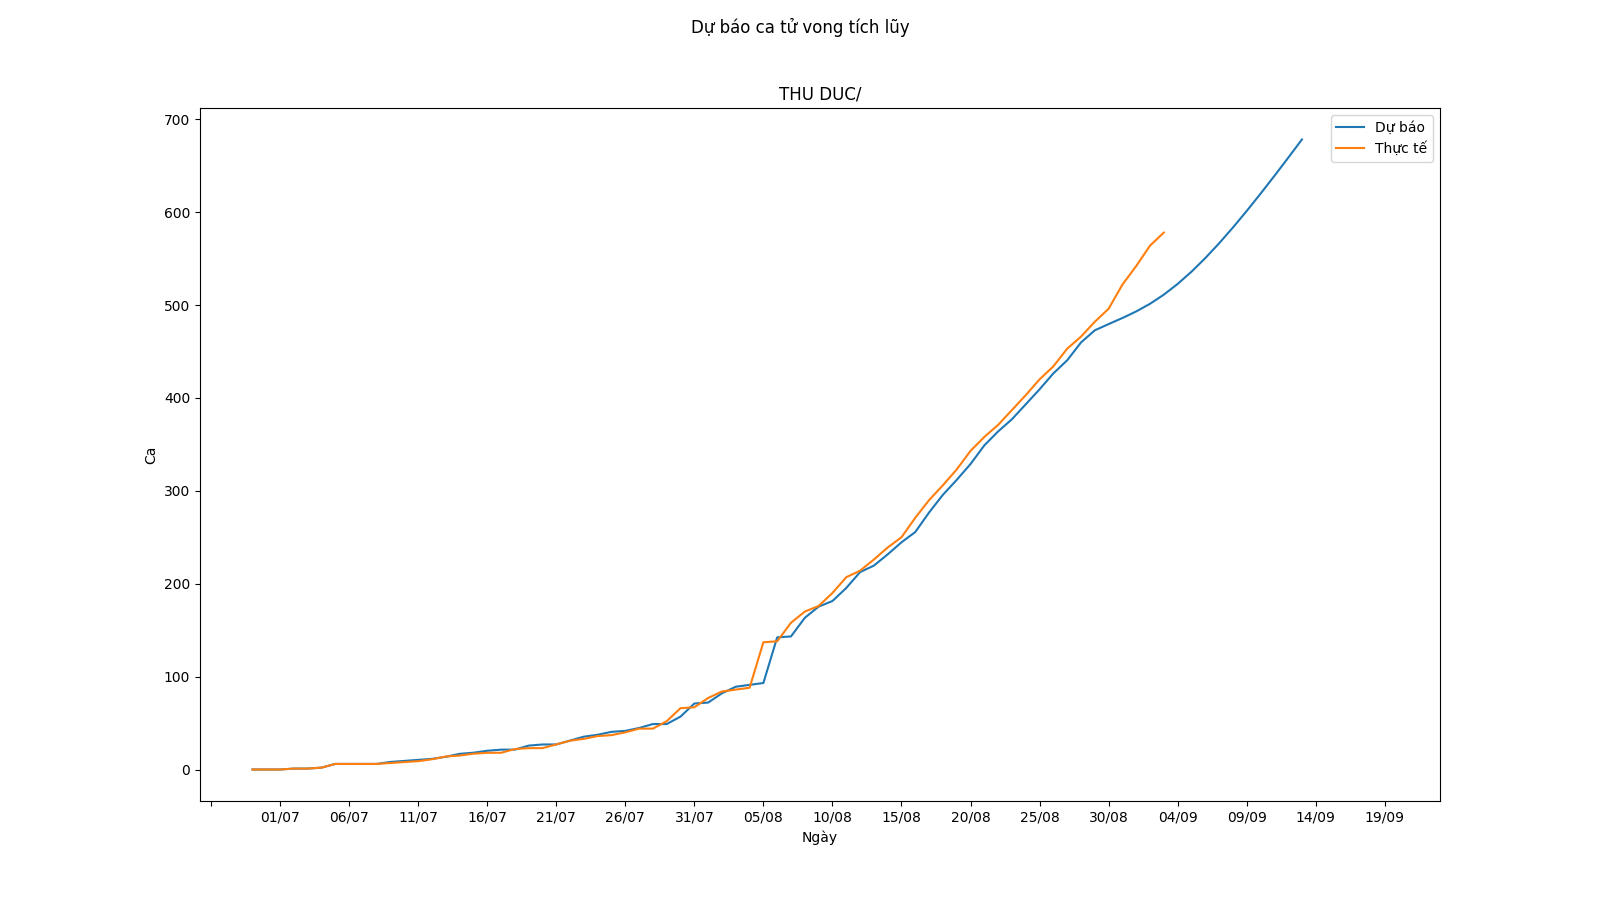 Dự báo ca tử vong tích lũy
THU DUC/
Dự báo
Thực tế
700
600
500
400
300
200
100
0
Ca
01/07 06/07 11/07 16/07 21/07 26/07 31/07 05/08 10/08 15/08 20/08 25/08 30/08 04/09 09/09 14/09 19/09
Ngày